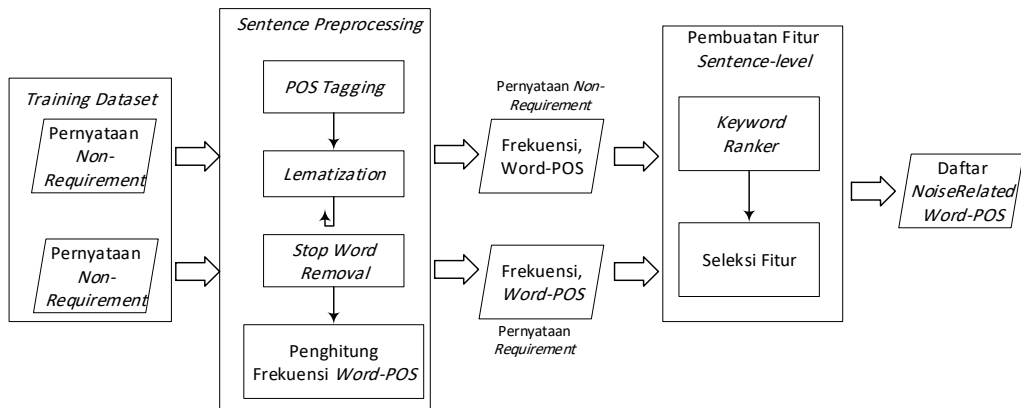 Training Dataset
Pernyataan
Non-
Requirement
Pernyataan
Non-
Requirement
Sentence Preprocessing
POS Tagging
Lematization
Stop Word
Removal
Penghitung
Frekuensi Word-POS
Pernyataan Non-
Requirement
Frekuensi,
Word-POS
Frekuensi,
Word-POS
Pernyataan
Requirement
Pembuatan Fitur
Sentence-level
Keyword
Ranker
Seleksi Fitur
Daftar
NoiseRelated
Word-POS